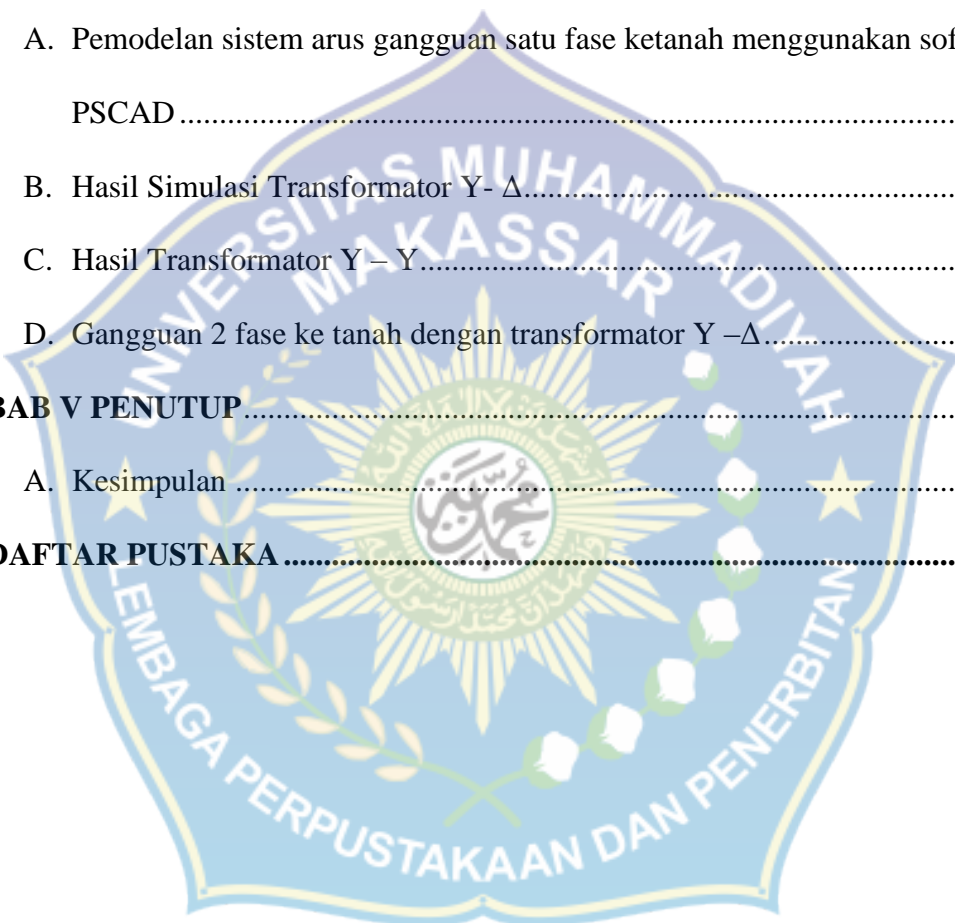 A. Pemodelan sistem arus gangguan satu fase ketanah menggunakan
PSCAD ................................................................
B. Hasil Simulasi Transformator Y- Δ................................
C. Hasil Transformator Y – Y................................
D. Gangguan 2 fase ke tanah dengan transformator Y –Δ................
BAB V PENUTUP................................
A. Kesimpulan ................................
DAFTAR PUSTAKA ................................
UNIVERSITAS MUHAMMADIYAH
MAKASSAR
LEMBAGA PERPUSTAKAAN DAN PENERBITAN